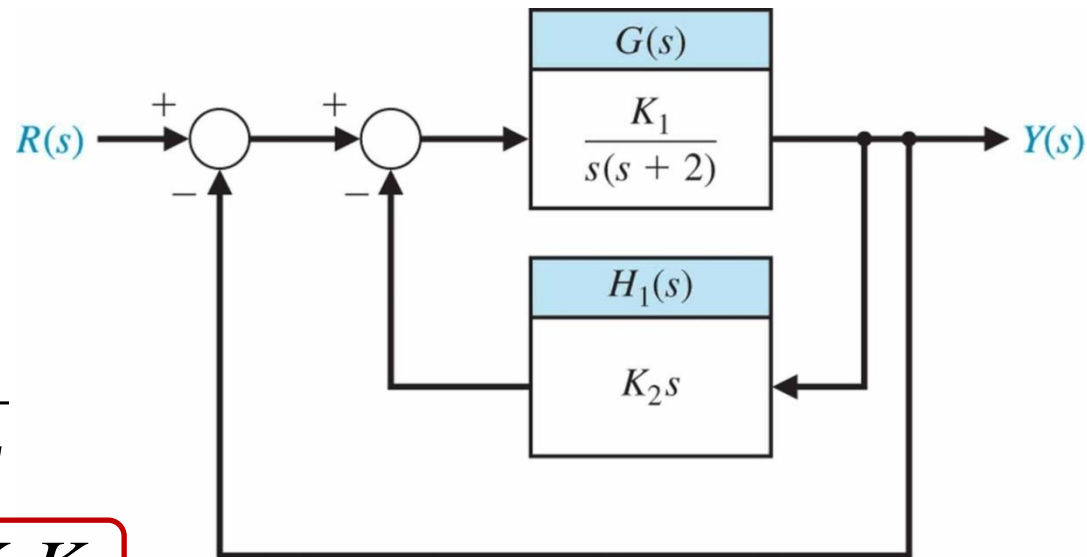 G(s)
+ + K₁
R(s) Y(s)
s(s + 2)
− −
H₁(s)
K₂s
K